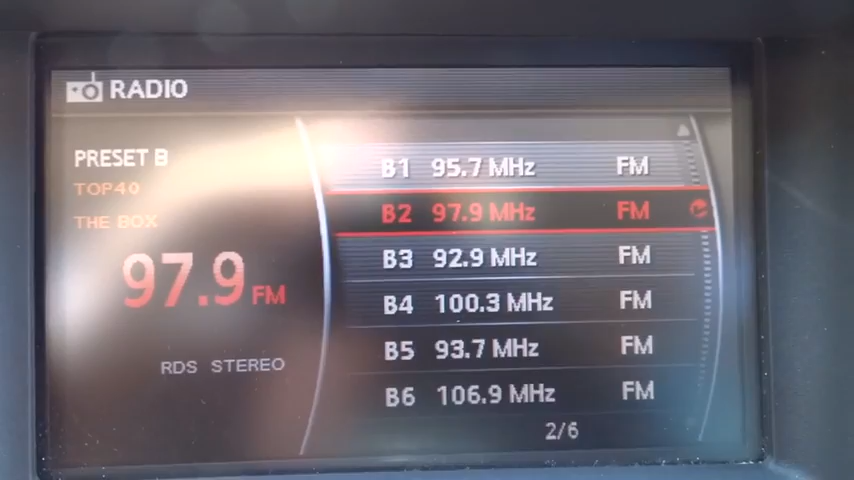 RADIO
PRESET B
TOP40
THE BOX
97.9 FM
RDS STEREO
B1 95.7 MHz FM
B2 97.9 MHz FM
B3 92.9 MHz FM
B4 100.3 MHz FM
B5 93.7 MHz FM
B6 106.9 MHz FM
2/6